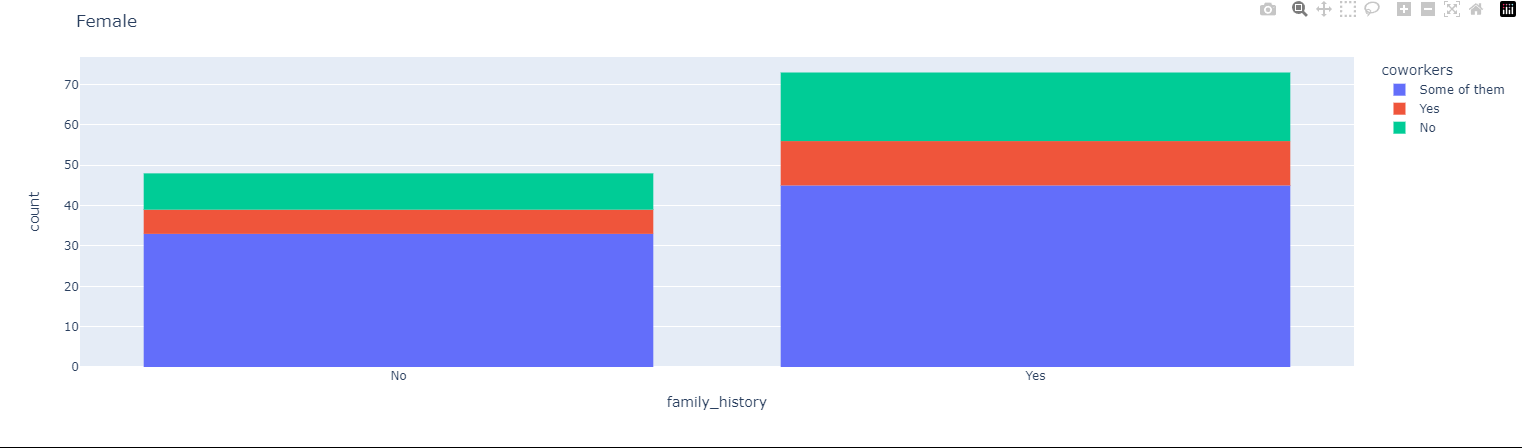 Female
coworkers
Some of them
Yes
No
70
60
50
40
30
20
10
0
count
No
Yes
family_history